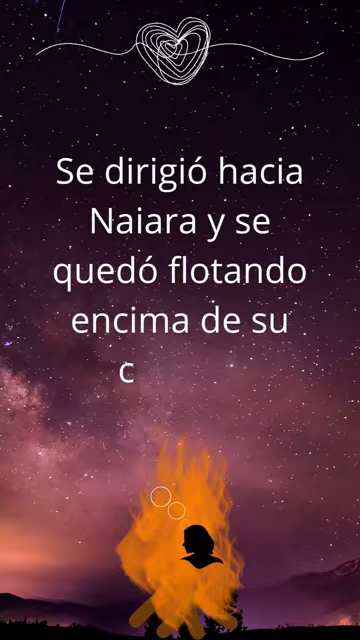 Se dirigió hacia
Naiara y se
quedó flotando
encima de su
c